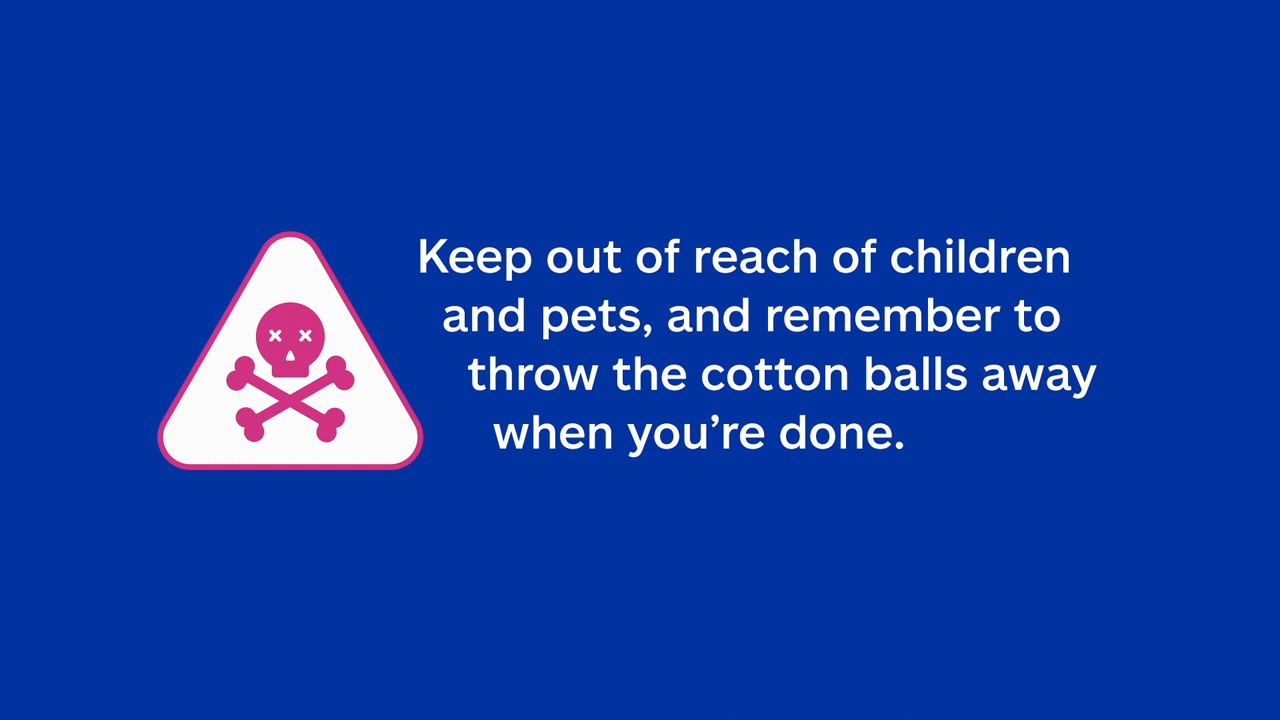 Keep out of reach of children
and pets, and remember to
throw the cotton balls away
when you’re done.